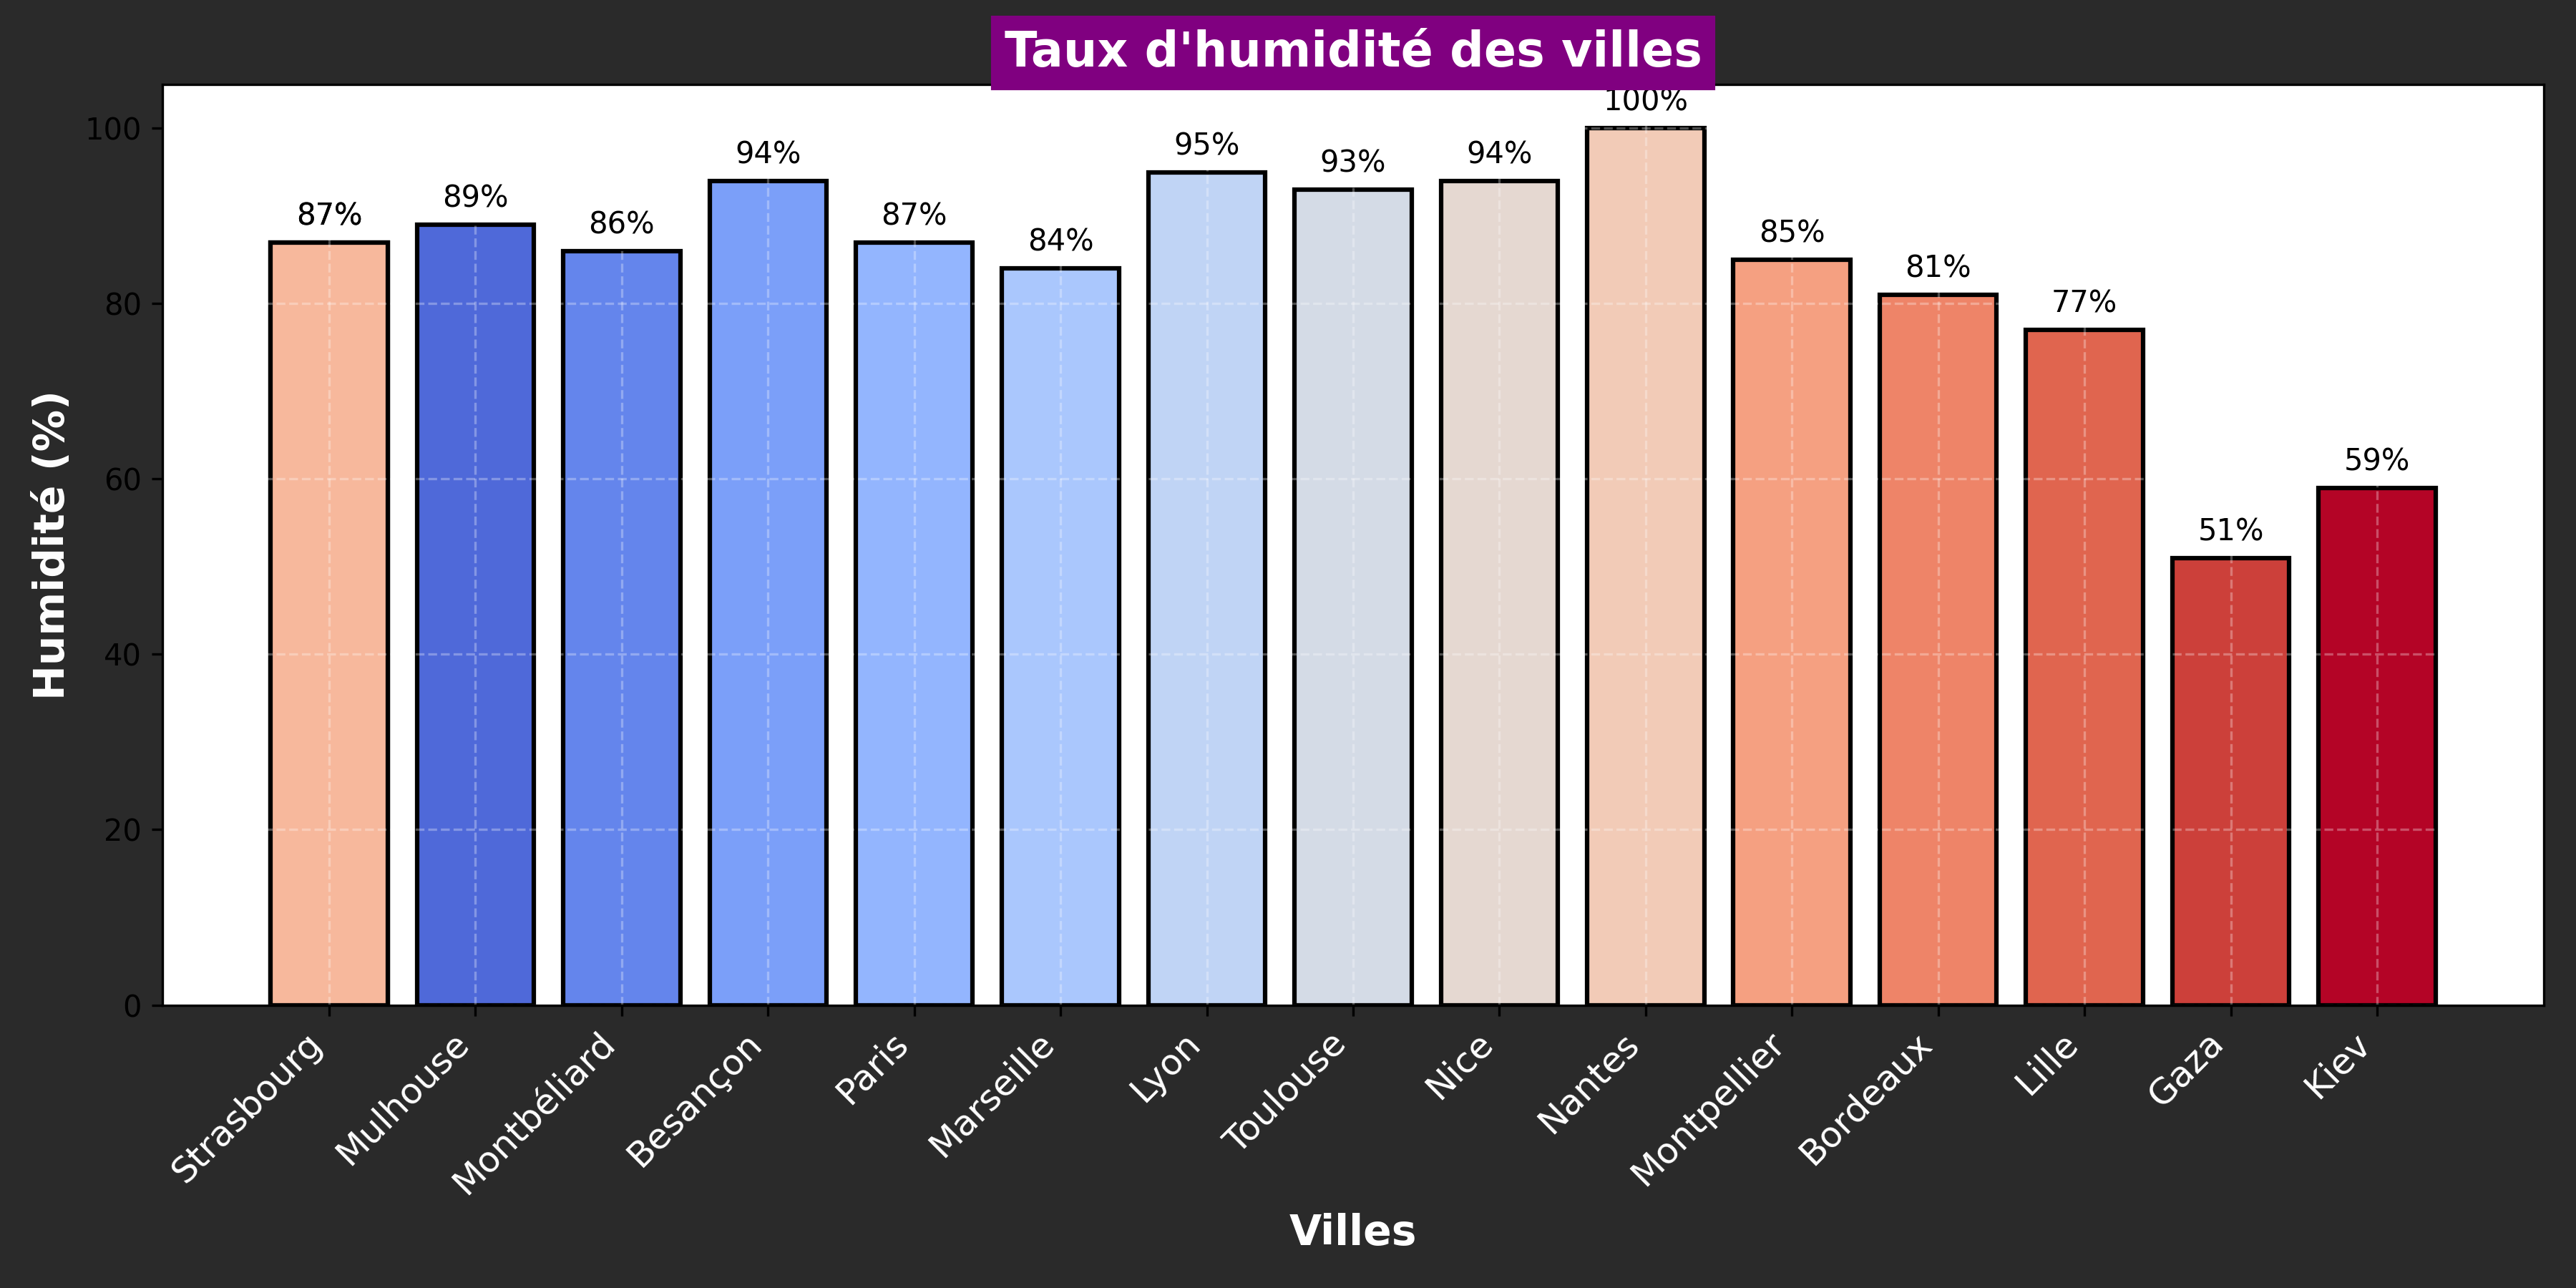 Taux d'humidité des villes
Humidité (%)
100
80
60
40
20
0
87%
89%
86%
94%
87%
84%
95%
93%
94%
100%
85%
81%
77%
51%
59%
Strasbourg
Mulhouse
Montbéliard
Besançon
Paris
Marseille
Lyon
Toulouse
Nice
Nantes
Montpellier
Bordeaux
Lille
Gaza
Kiev
Villes